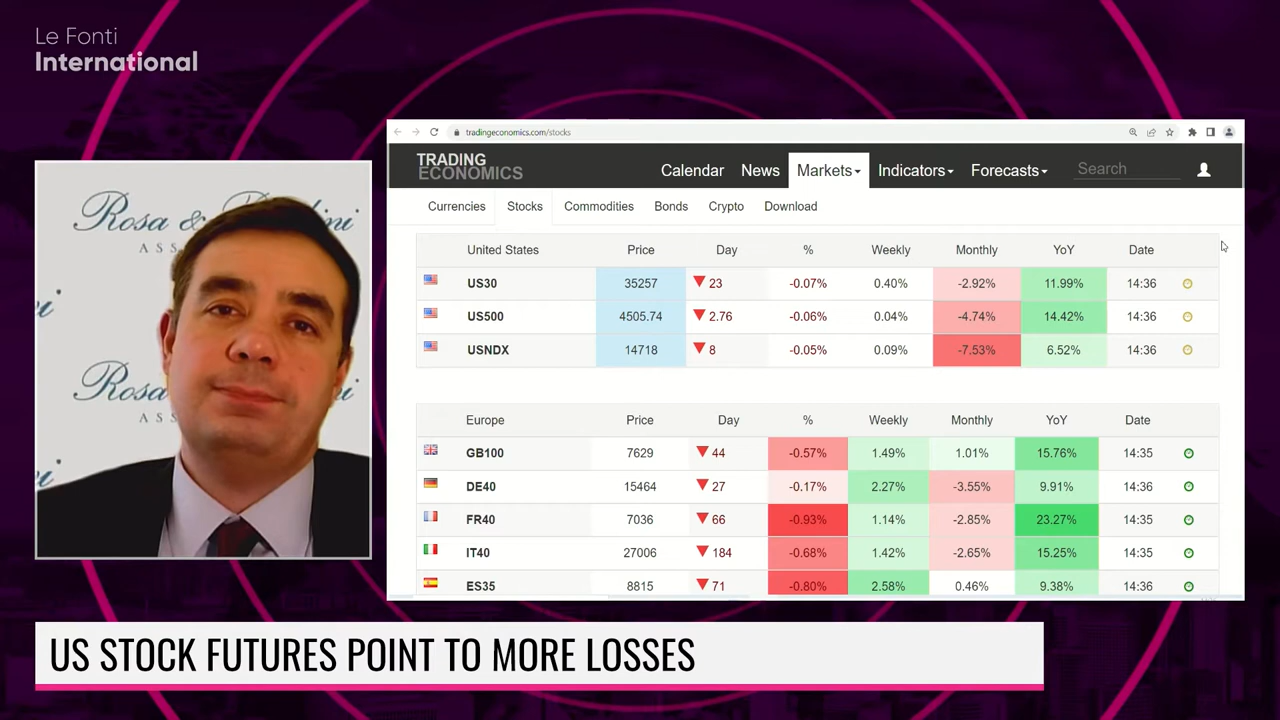 Le Fonti
International
Rosa &
ASS
Rosa
AS
tradingeconomics.com/stocks
TRADING
ECONOMICS
Calendar News Markets Indicators Forecasts Search
Currencies Stocks Commodities Bonds Crypto Download
United States Price Day % Weekly Monthly YoY Date
US30 35257 23 -0.07% 0.40% -2.92% 11.99% 14:36
US500 4505.74 2.76 -0.06% 0.04% -4.74% 14.42% 14:36
USNDX 14718 8 -0.05% 0.09% -7.53% 6.52% 14:36
Europe Price Day % Weekly Monthly YoY Date
GB100 7629 44 -0.57% 1.49% 1.01% 15.76% 14:35
DE40 15464 27 -0.17% 2.27% -3.55% 9.91% 14:36
FR40 7036 66 -0.93% 1.14% -2.85% 23.27% 14:35
IT40 27006 184 -0.68% 1.42% -2.65% 15.25% 14:35
ES35 8815 71 -0.80% 2.58% 0.46% 9.38% 14:36
US STOCK FUTURES POINT TO MORE LOSSES